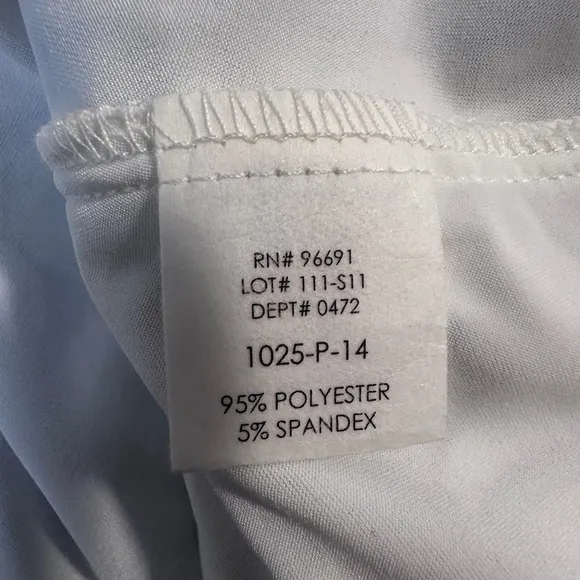 RN# 96691
LOT# 111-S11
DEPT# 0472
1025-P-14
95% POLYESTER
5% SPANDEX